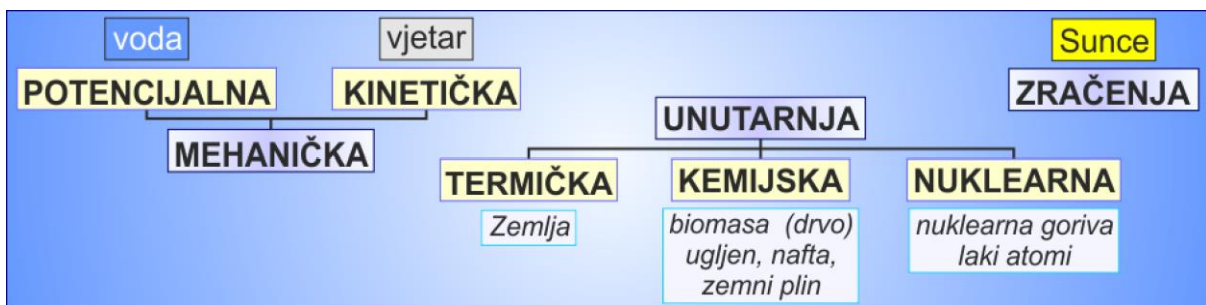 voda
vjetar
Sunce
POTENCIJALNA
KINETIČKA
ZRAČENJA
MEHANIČKA
UNUTARNJA
TERMIČKA
KEMIJSKA
NUKLEARNA
Zemlja
biomasa (drvo)
ugljen, nafta,
zemni plin
nuklearna goriva
laki atomi